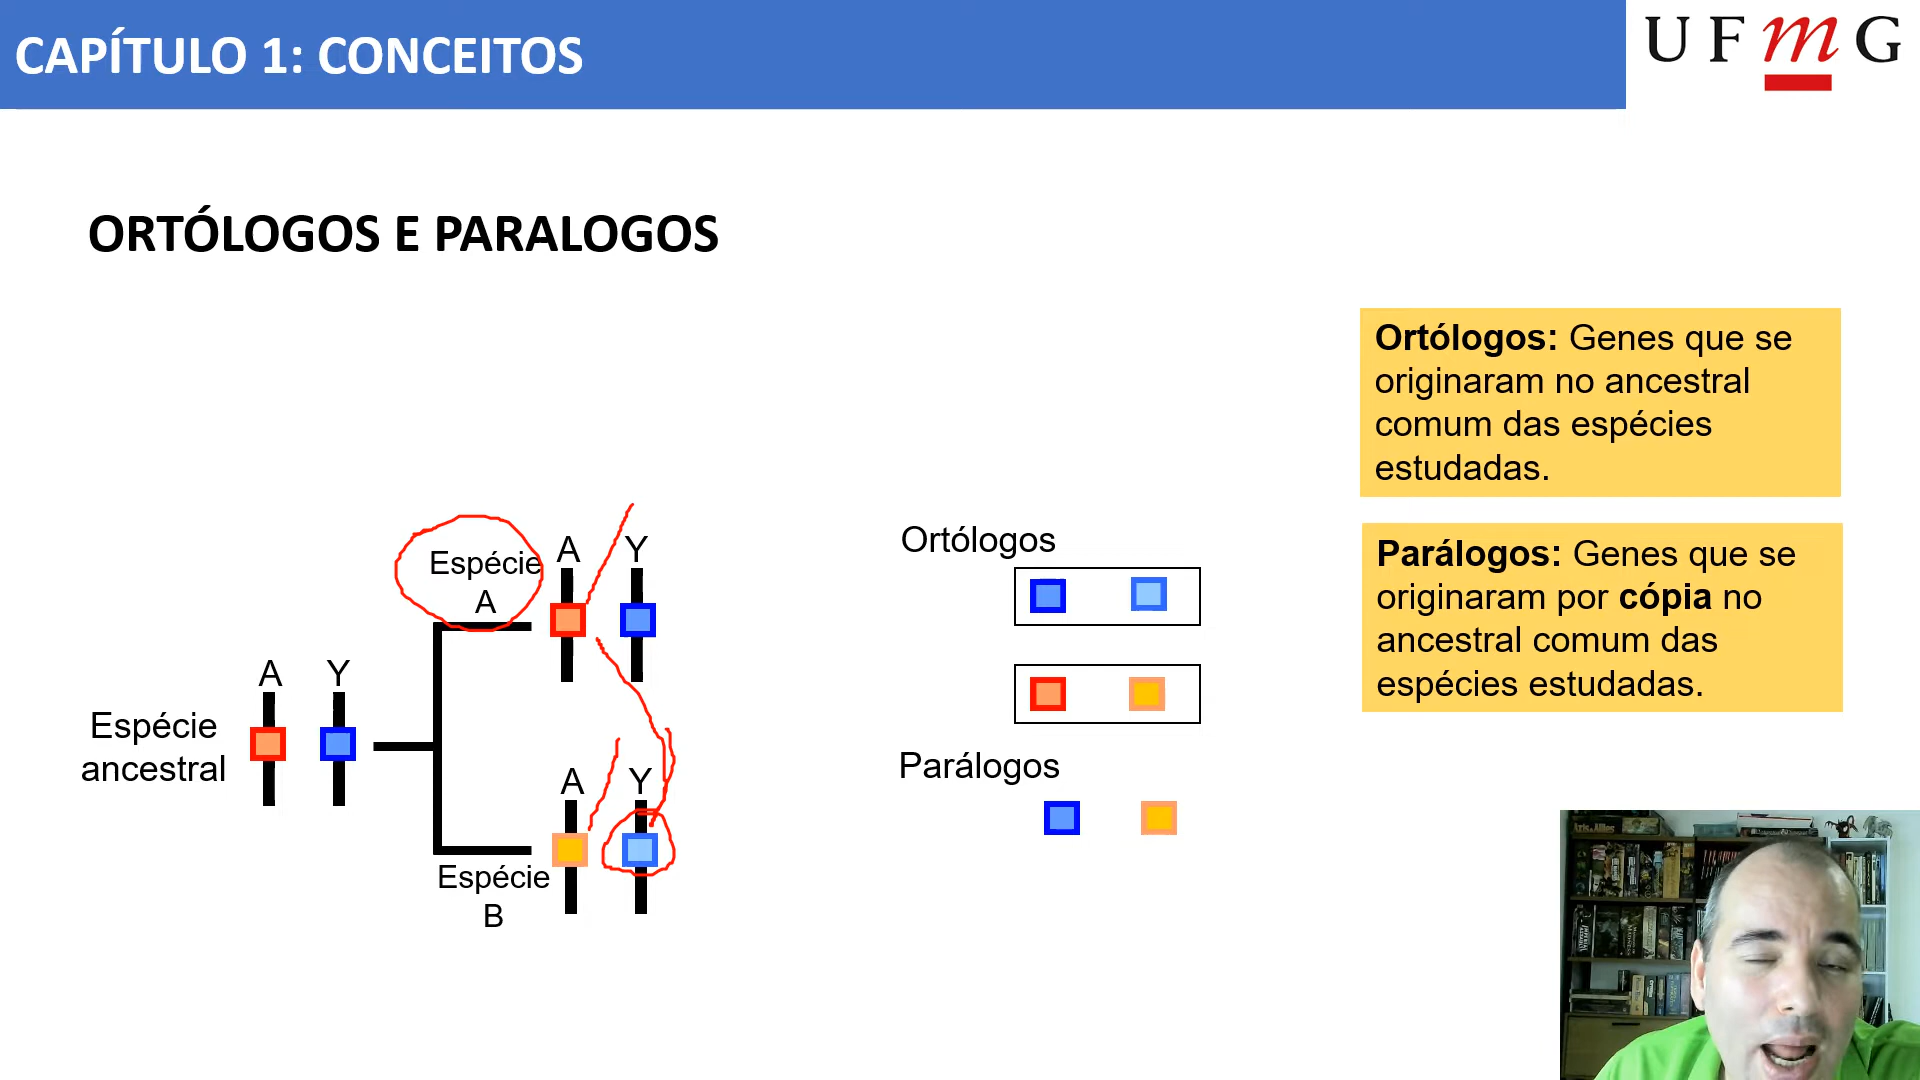 CAPÍTULO 1: CONCEITOS
UFmG
ORTÓLOGOS E PARALOGOS
Ortólogos: Genes que se
originaram no ancestral
comum das espécies
estudadas.
Parálogos: Genes que se
originaram por cópia no
ancestral comum das
espécies estudadas.
Espécie
A
A Y
A Y
Espécie
ancestral
A Y
Espécie
B
Ortólogos
Parálogos